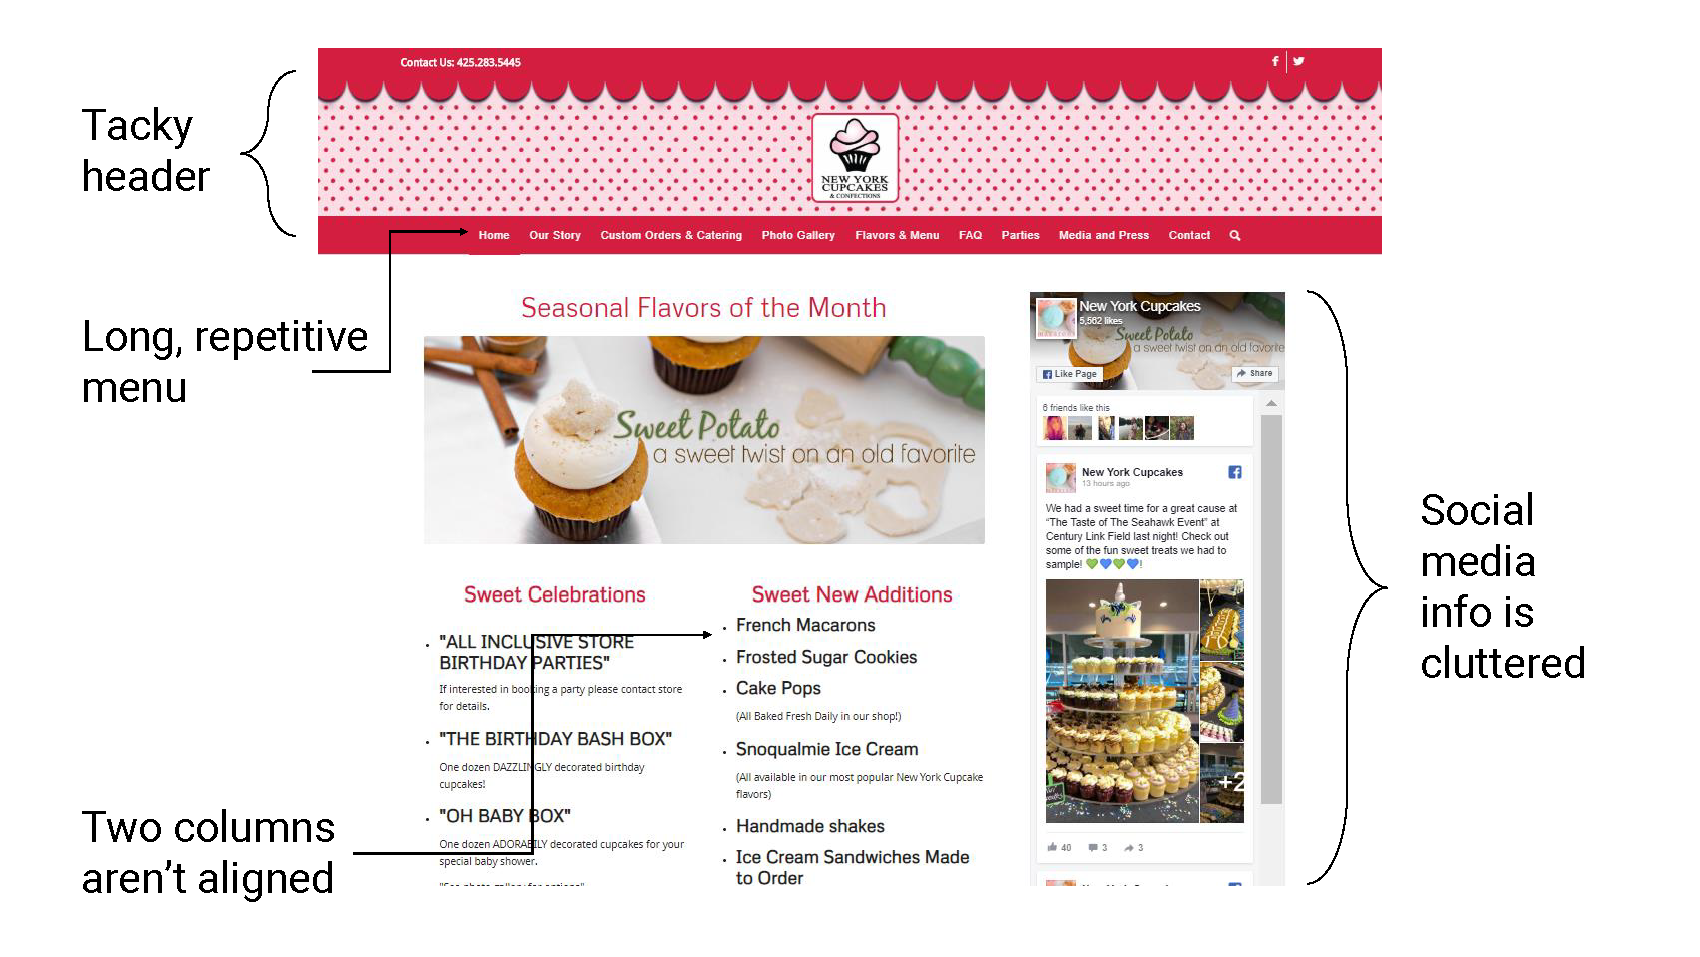 Contact Us: 425.283.5445
Tacky
header
NEW YORK
CUPCAKES
& CONFECTIONS
Home Our Story Custom Orders & Catering Photo Gallery Flavors & Menu FAQ Parties Media and Press Contact
Long, repetitive
menu
Seasonal Flavors of the Month
Sweet Potato
a sweet twist on an old favorite
Sweet Celebrations
"ALL INCLUSIVE STORE
BIRTHDAY PARTIES"
If interested in booking a party please contact store
for details.
"THE BIRTHDAY BASH BOX"
One dozen DAZZLINGLY decorated birthday
cupcakes!
"OH BABY BOX"
One dozen ADORABLY decorated cupcakes for your
special baby shower.
Sweet New Additions
French Macarons
Frosted Sugar Cookies
Cake Pops
(All Baked Fresh Daily in our shop!)
Snoqualmie Ice Cream
(All available in our most popular New York Cupcake
flavors)
Handmade shakes
Ice Cream Sandwiches Made
to Order
Two columns
aren't aligned
New York Cupcakes
5,562 likes
Sweet Potato
a sweet twist on an old favorite
Like Page
Share
6 friends like this
New York Cupcakes
13 hours ago
We had a sweet time for a great cause at
"The Taste of The Seahawk Event" at
Century Link Field last night! Check out
some of the fun sweet treats we had to
sample! 💚💙💚💙!
+2
40 3 3
Social
media
info is
cluttered